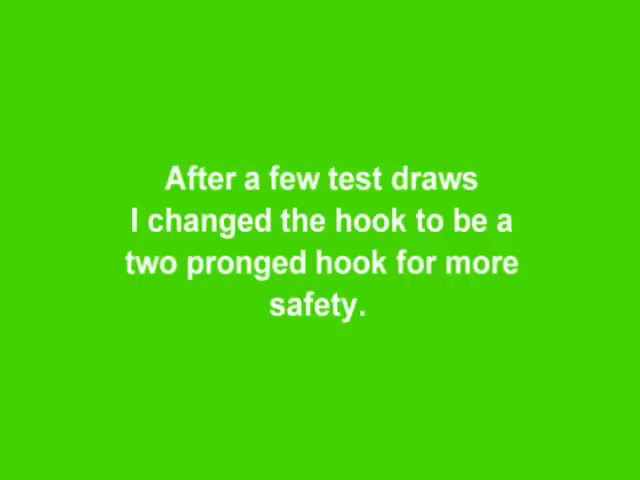 After a few test draws
I changed the hook to be a
two pronged hook for more
safety.